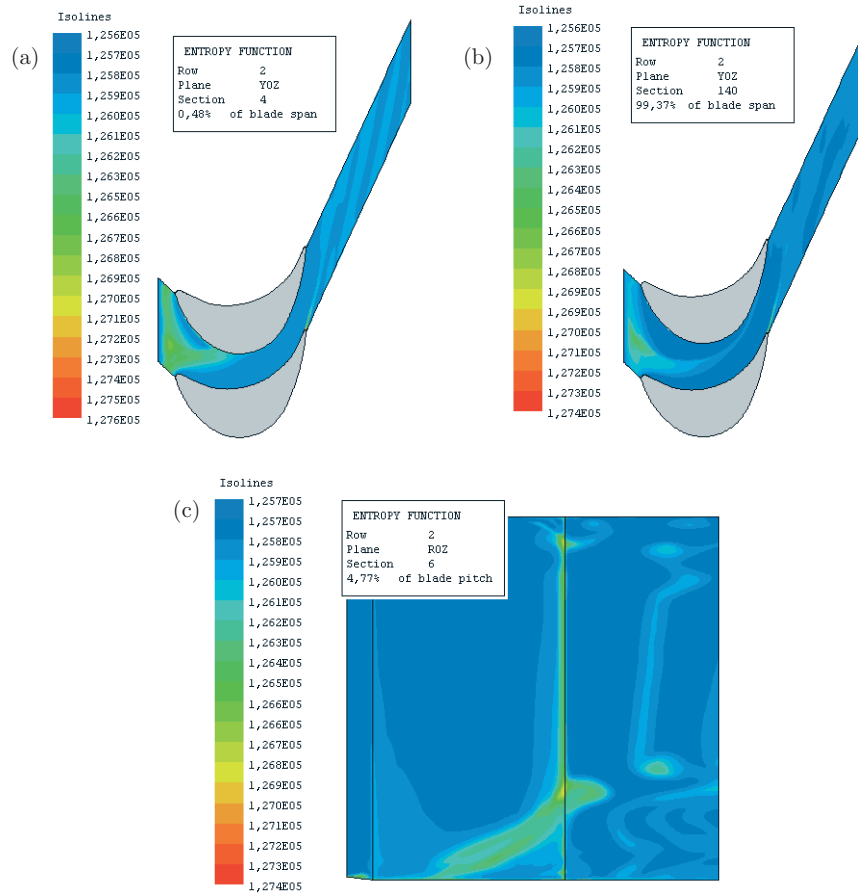 Isolines
1,256E05
1,257E05
1,258E05
1,259E05
1,260E05
1,261E05
1,262E05
1,263E05
1,264E05
1,265E05
1,266E05
1,267E05
1,268E05
1,269E05
1,270E05
1,271E05
1,272E05
1,273E05
1,274E05
1,275E05
1,276E05
(a)
ENTROPY FUNCTION
Row 2
Plane YOZ
Section 4
0,48% of blade span
Isolines
1,256E05
1,257E05
1,258E05
1,259E05
1,260E05
1,261E05
1,262E05
1,263E05
1,264E05
1,265E05
1,265E05
1,266E05
1,267E05
1,268E05
1,269E05
1,270E05
1,271E05
1,272E05
1,273E05
1,274E05
(b)
ENTROPY FUNCTION
Row 2
Plane YOZ
Section 140
99,37% of blade span
Isolines
1,257E05
1,257E05
1,258E05
1,259E05
1,260E05
1,261E05
1,262E05
1,263E05
1,264E05
1,265E05
1,266E05
1,266E05
1,267E05
1,268E05
1,269E05
1,270E05
1,271E05
1,272E05
1,273E05
1,274E05
(c)
ENTROPY FUNCTION
Row 2
Plane ROZ
Section 6
4,77% of blade pitch